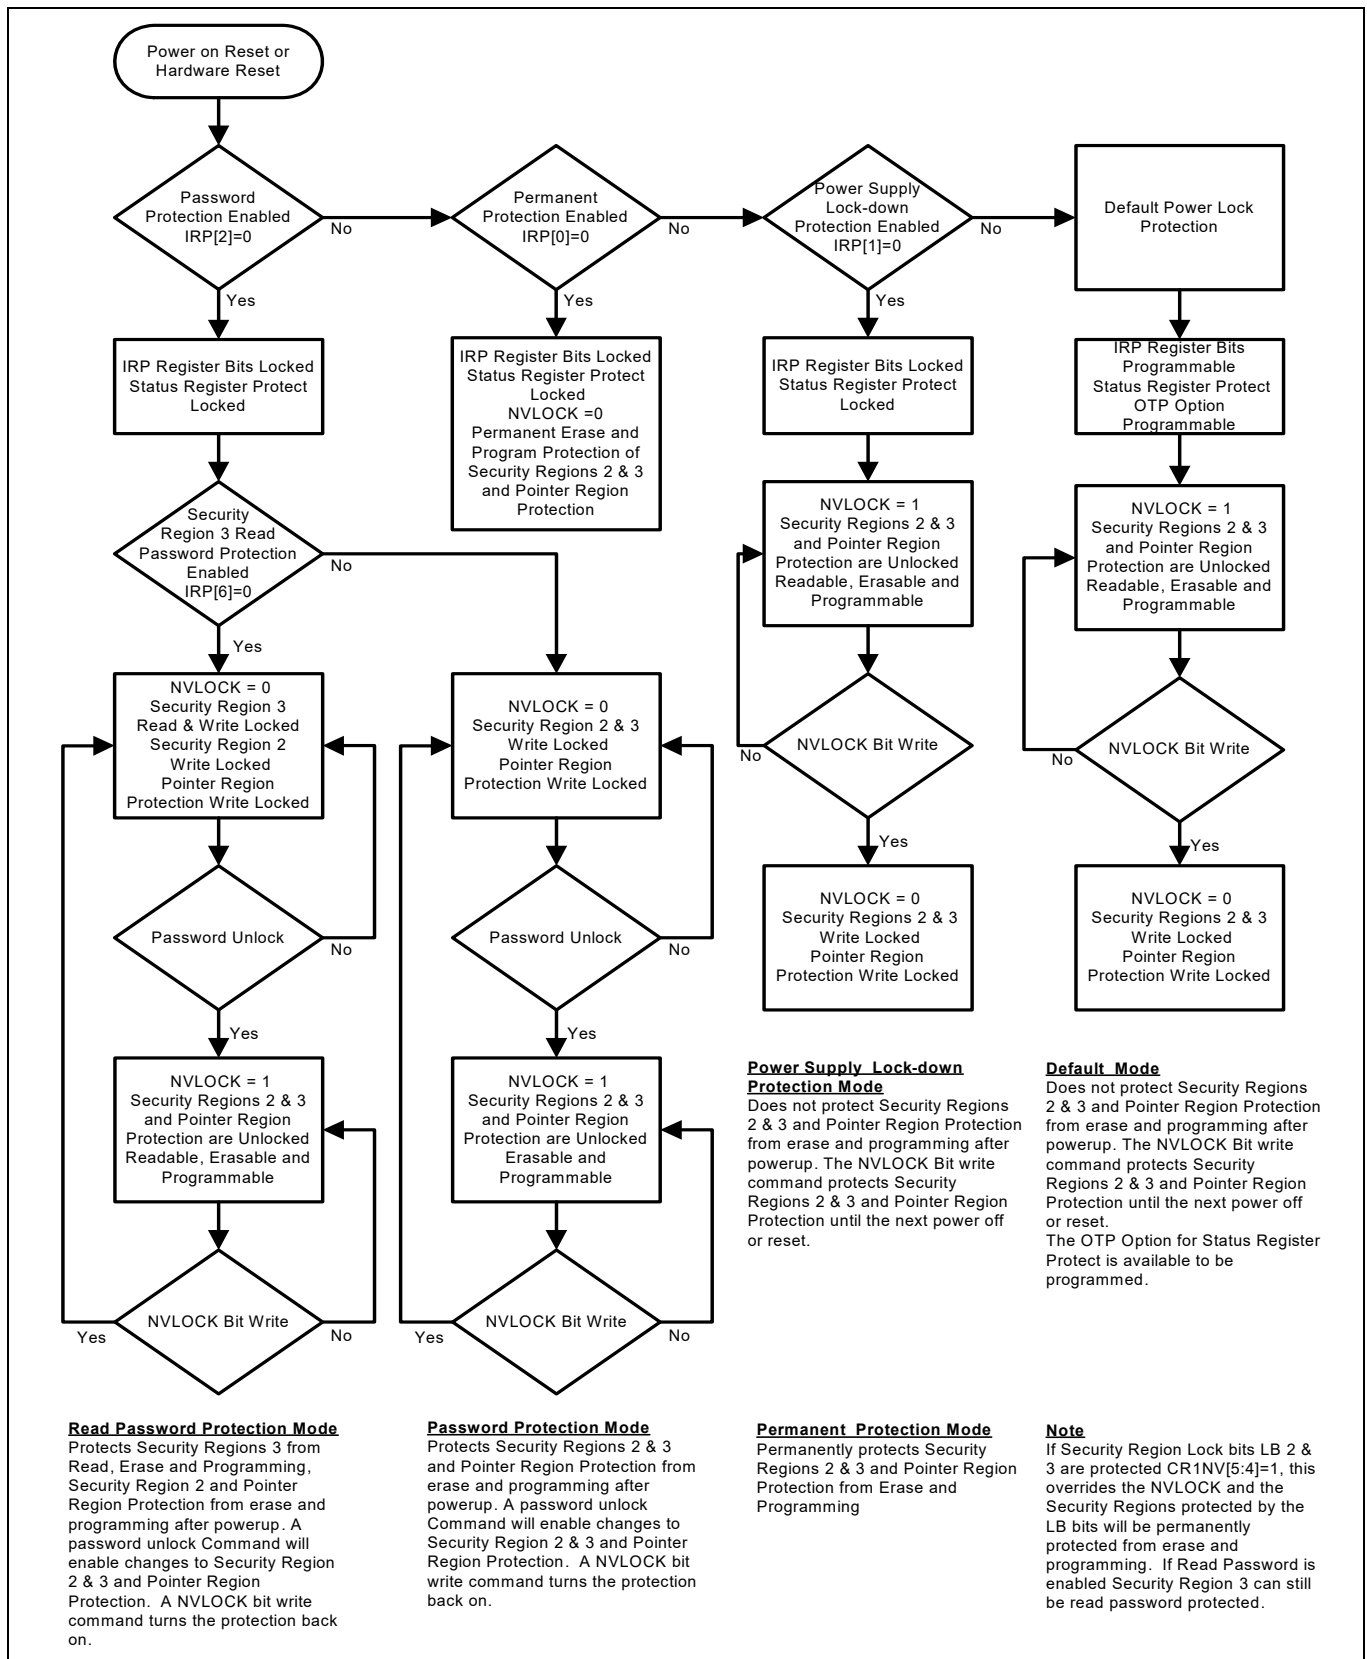 Power on Reset or
Hardware Reset
Password
Protection Enabled
IRP[2]=0
No
Yes
Permanent
Protection Enabled
IRP[0]=0
No
Yes
Power Supply
Lock-down
Protection Enabled
IRP[1]=0
No
Yes
Default Power Lock
Protection
IRP Register Bits Locked
Status Register Protect
Locked
IRP Register Bits Locked
Status Register Protect
Locked
NVLOCK =0
Permanent Erase and
Program Protection of
Security Regions 2 & 3
and Pointer Region
Protection
IRP Register Bits Locked
Status Register Protect
Locked
IRP Register Bits
Programmable
Status Register Protect
OTP Option
Programmable
Security
Region 3 Read
Password Protection
Enabled
IRP[6]=0
No
Yes
NVLOCK = 1
Security Regions 2 & 3
and Pointer Region
Protection are Unlocked
Readable, Erasable and
Programmable
NVLOCK = 1
Security Regions 2 & 3
and Pointer Region
Protection are Unlocked
Readable, Erasable and
Programmable
NVLOCK = 0
Security Region 3
Read & Write Locked
Security Region 2
Write Locked
Pointer Region
Protection Write Locked
NVLOCK = 0
Security Region 2 & 3
Write Locked
Pointer Region
Protection Write Locked
NVLOCK Bit Write
No
Yes
NVLOCK Bit Write
No
Yes
Password Unlock
No
Yes
Password Unlock
No
Yes
NVLOCK = 0
Security Regions 2 & 3
Write Locked
Pointer Region
Protection Write Locked
NVLOCK = 0
Security Regions 2 & 3
Write Locked
Pointer Region
Protection Write Locked
NVLOCK = 1
Security Regions 2 & 3
and Pointer Region
Protection are Unlocked
Readable, Erasable and
Programmable
NVLOCK = 1
Security Regions 2 & 3
and Pointer Region
Protection are Unlocked
Erasable and
Programmable
NVLOCK Bit Write
Yes
No
NVLOCK Bit Write
Yes
No
Power Supply Lock-down
Protection Mode
Does not protect Security Regions
2 & 3 and Pointer Region Protection
from erase and programming after
powerup. The NVLOCK Bit write
command protects Security
Regions 2 & 3 and Pointer Region
Protection until the next power off
or reset.
Default Mode
Does not protect Security Regions
2 & 3 and Pointer Region Protection
from erase and programming after
powerup. The NVLOCK Bit write
command protects Security
Regions 2 & 3 and Pointer Region
Protection until the next power off
or reset.
The OTP Option for Status Register
Protect is available to be
programmed.
Read Password Protection Mode
Protects Security Regions 3 from
Read, Erase and Programming,
Security Region 2 and Pointer
Region Protection from erase and
programming after powerup. A
password unlock Command will
enable changes to Security Region
2 & 3 and Pointer Region
Protection. A NVLOCK bit write
command turns the protection back
on.
Password Protection Mode
Protects Security Regions 2 & 3
and Pointer Region Protection from
erase and programming after
powerup. A password unlock
Command will enable changes to
Security Region 2 & 3 and Pointer
Region Protection. A NVLOCK bit
write command turns the protection
back on.
Permanent Protection Mode
Permanently protects Security
Regions 2 & 3 and Pointer Region
Protection from Erase and
Programming
Note
If Security Region Lock bits LB 2 &
3 are protected CR1NV[5:4]=1, this
overrides the NVLOCK and the
Security Regions protected by the
LB bits will be permanently
protected from erase and
programming. If Read Password is
enabled Security Region 3 can still
be read password protected.